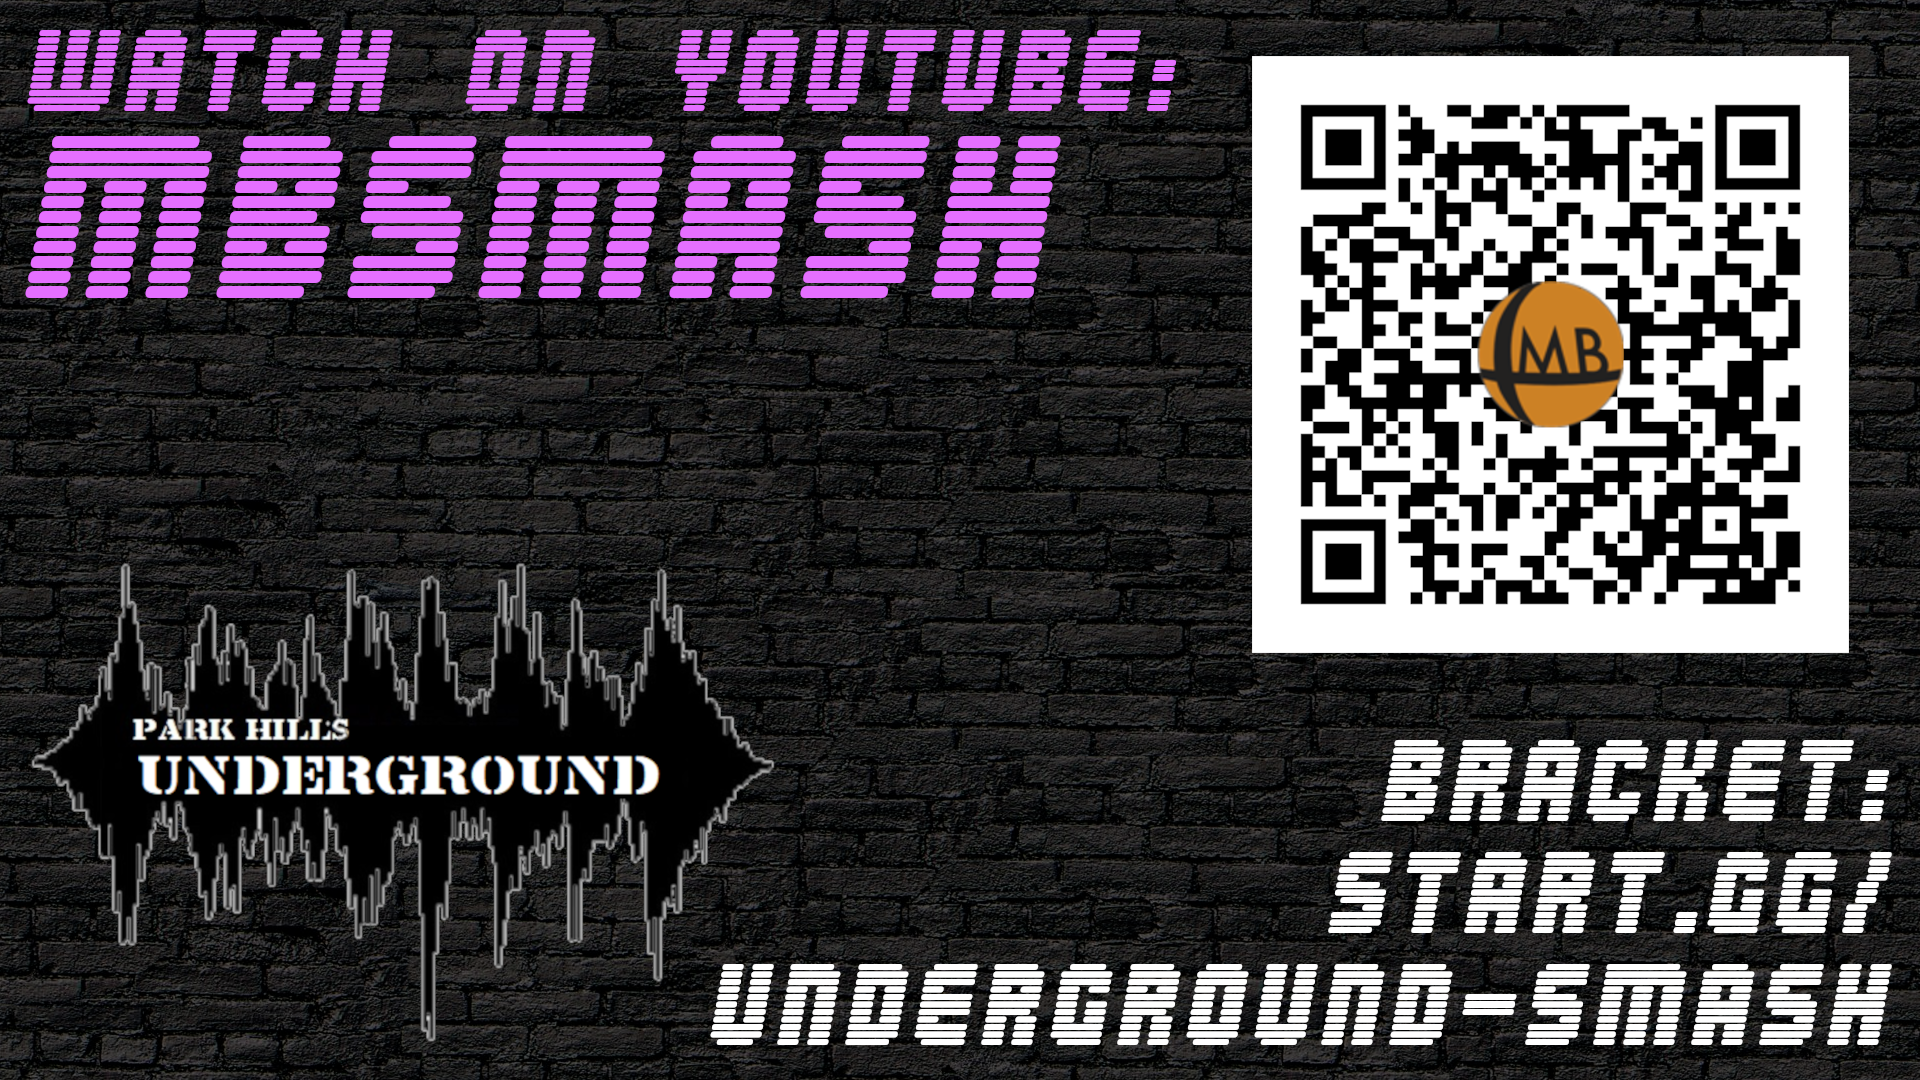 WATCH ON YOUTUBE:
MBSMASH
MB
PARK HILLS
UNDERGROUND
BRACKET:
START.GG/
UNDERGROUND-SMASH